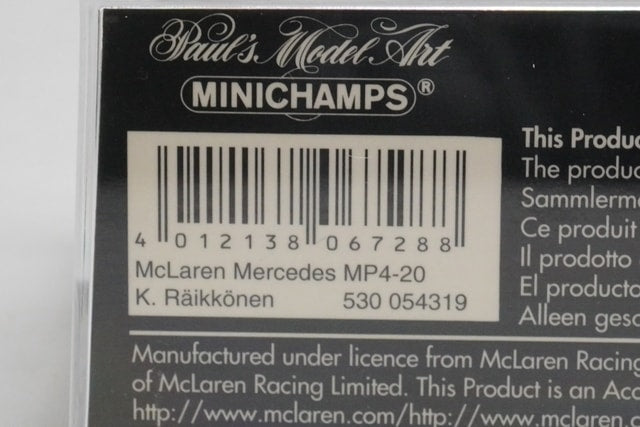 Paul's Model Art
MINICHAMPS®
4 012138 067288
McLaren Mercedes MP4-20
K. Räikkönen 530 054319
This Produc
The produc
Sammlerm
Ce produit
Il prodotto
El producto
Alleen gesc
Manufactured under licence from McLaren Racing
of McLaren Racing Limited. This Product is an Acc
http://www.mclaren.com/http://www.mclaren.c